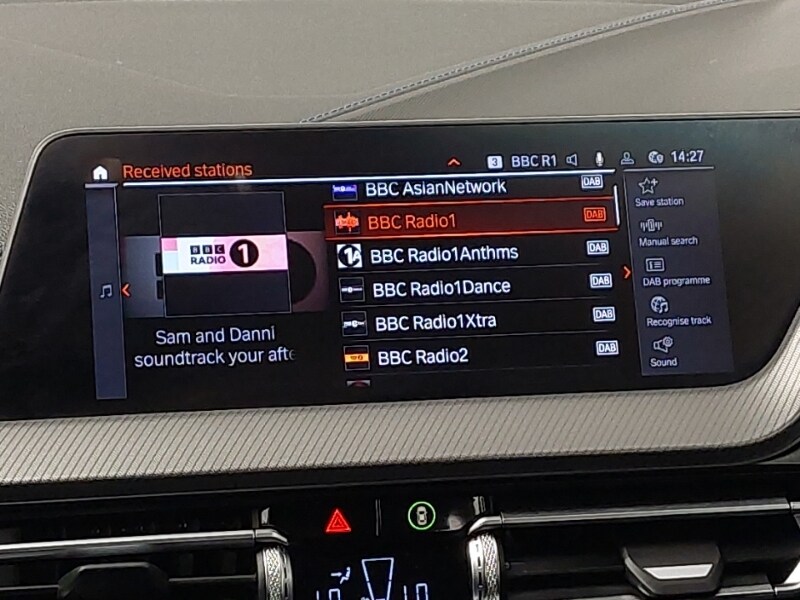 Received stations
3 BBC R1
14:27
BBC AsianNetwork DAB
BBC Radio1 DAB
BBC Radio1Anthms DAB
BBC Radio1Dance DAB
BBC Radio1Xtra DAB
BBC Radio2 DAB
BBC
RADIO 1
Sam and Danni
soundtrack your afte
Save station
Manual search
DAB programme
Recognise track
Sound